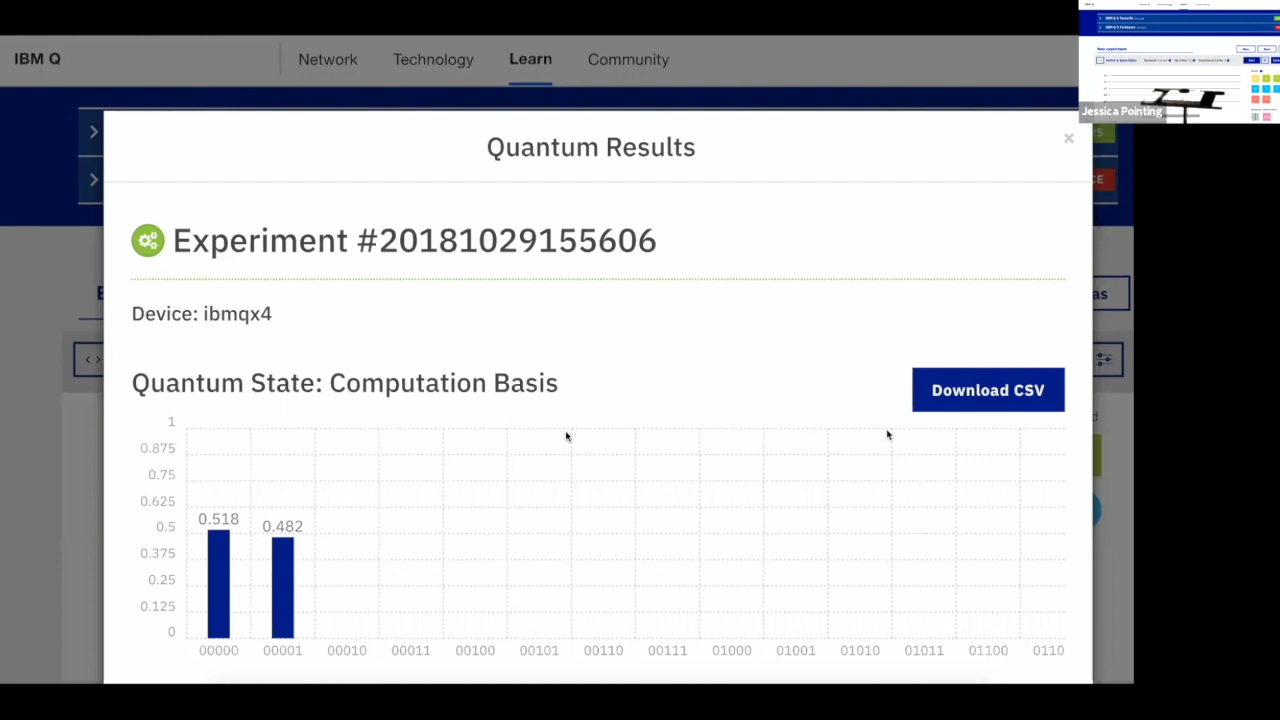 IBM Q
Network
Learn
Community
Jessica Pointing
Quantum Results
×
Experiment #20181029155606
Device: ibmqx4
Quantum State: Computation Basis
Download CSV
1
0.875
0.75
0.625
0.5
0.375
0.25
0.125
0
0.518
0.482
00000 00001 00010 00011 00100 00101 00110 00111 01000 01001 01010 01011 01100 0110